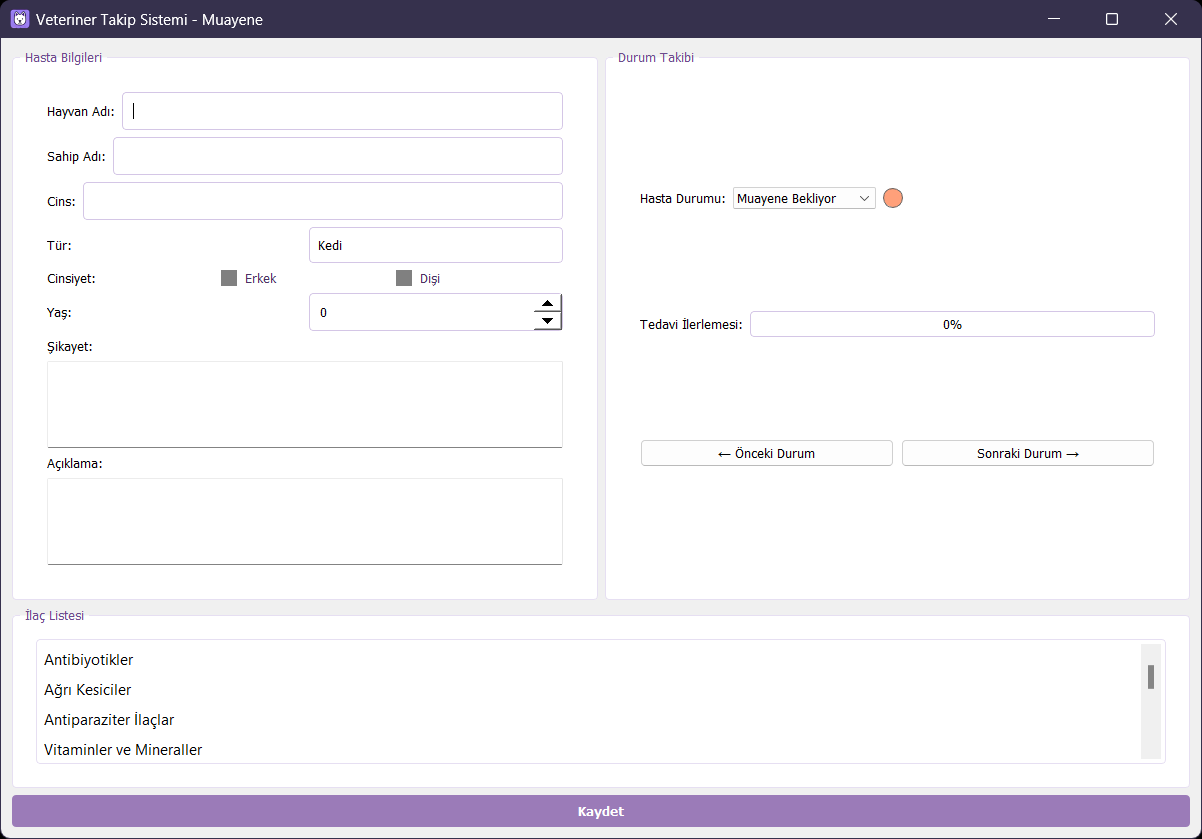 Veteriner Takip Sistemi - Muayene
Hasta Bilgileri
Hayvan Adı:
Sahip Adı:
Cins:
Tür:
Kedi
Cinsiyet:
Erkek
Dişi
Yaş:
0
Şikayet:
Açıklama:
Durum Takibi
Hasta Durumu:
Muayene Bekliyor
Tedavi İlerlemesi:
0%
← Önceki Durum
Sonraki Durum →
İlaç Listesi
Antibiyotikler
Ağrı Kesiciler
Antiparaziter İlaçlar
Vitaminler ve Mineraller
Kaydet